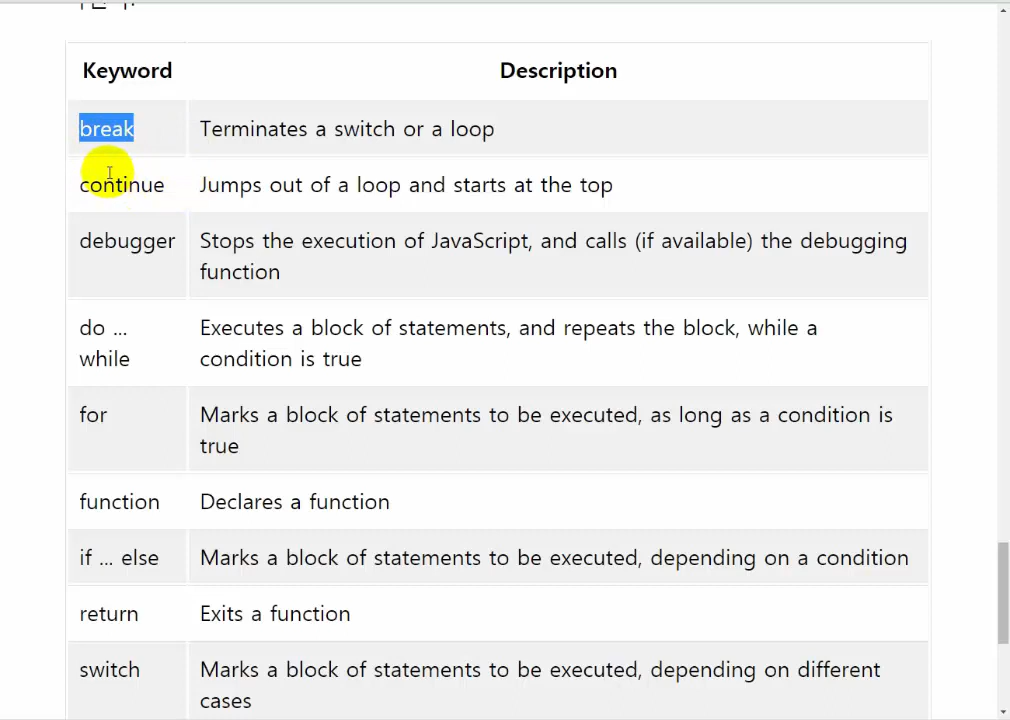 Keyword Description
break Terminates a switch or a loop
continue Jumps out of a loop and starts at the top
debugger Stops the execution of JavaScript, and calls (if available) the debugging
function
do ... Executes a block of statements, and repeats the block, while a
while condition is true
for Marks a block of statements to be executed, as long as a condition is
true
function Declares a function
if ... else Marks a block of statements to be executed, depending on a condition
return Exits a function
switch Marks a block of statements to be executed, depending on different
cases